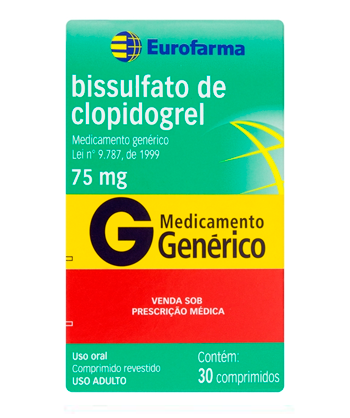 Eurofarma
bissulfato de
clopidogrel
Medicamento genérico
Lei nº 9.787, de 1999
75 mg
G Medicamento
Genérico
VENDA SOB
PRESCRIÇÃO MÉDICA
Uso oral
Comprimido revestido
USO ADULTO
Contém:
30 comprimidos